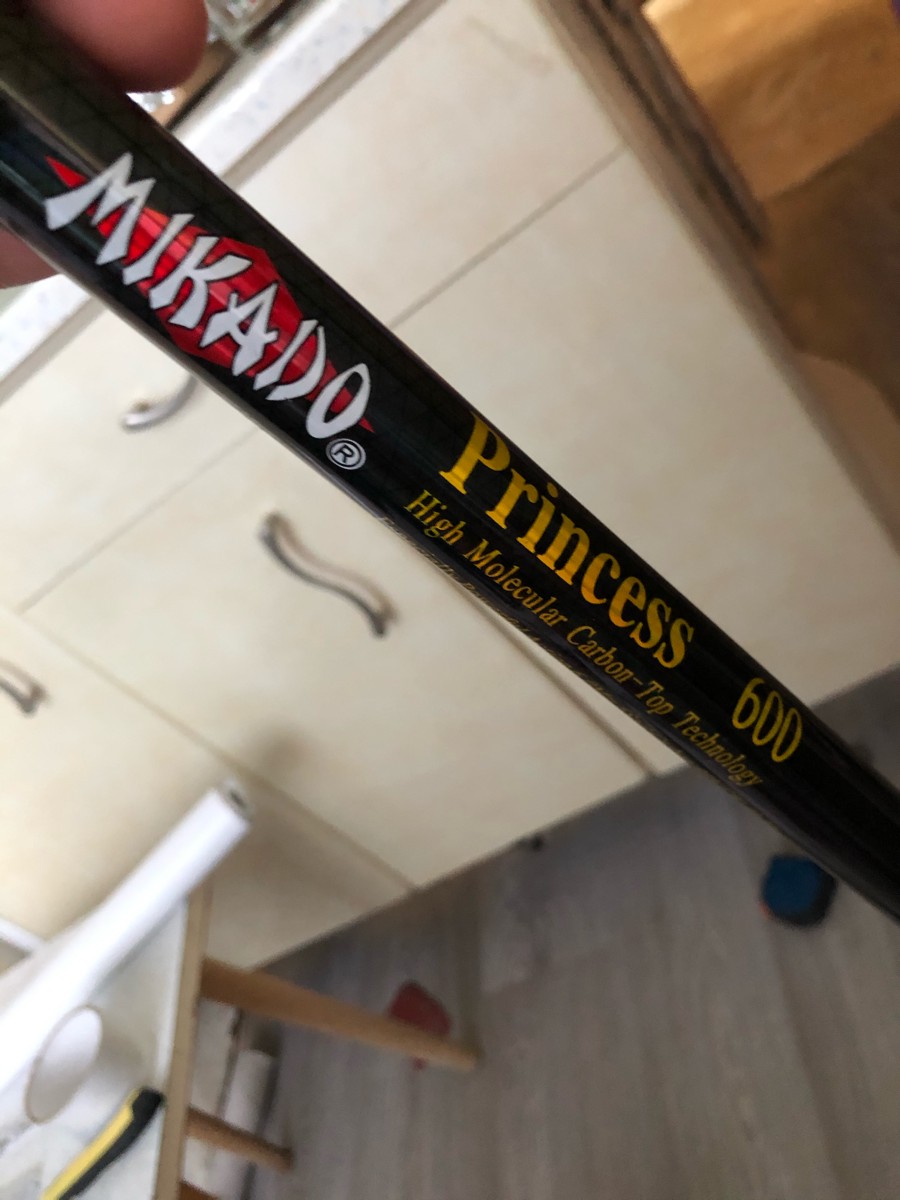 MIKADO®
Princess 600
High Molecular Carbon-Top Technology